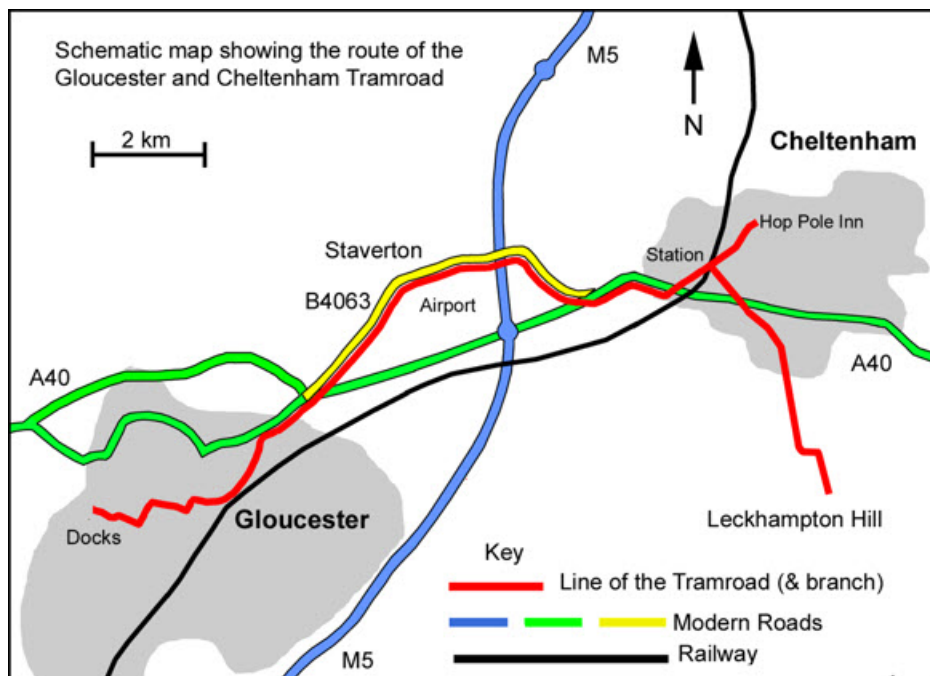 Schematic map showing the route of the
Gloucester and Cheltenham Tramroad
M5
2 km
N
Cheltenham
Hop Pole Inn
Station
Staverton
B4063
Airport
A40
A40
Docks
Gloucester
Leckhampton Hill
Key
Line of the Tramroad (& branch)
Modern Roads
Railway
M5